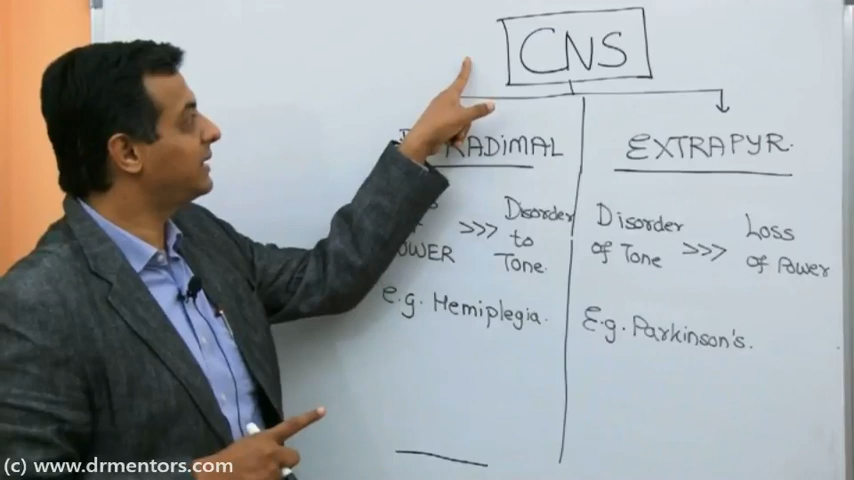 CNS
RADIMAL
EXTRAPYR.
>>> Disorder to Tone.
OWER
e.g. Hemiplegia.
Disorder of Tone >>> Loss of Power
E.g. Parkinson's.
(c) www.drmentors.com